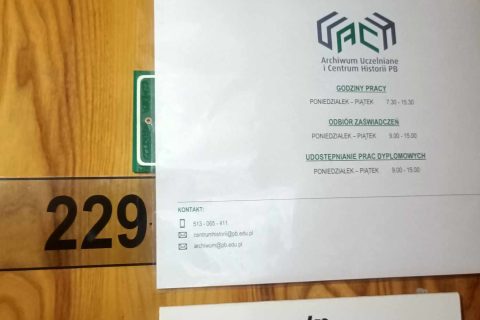 Archiwum Uczelniane
i Centrum Historii PB
GODZINY PRACY
PONIEDZIAŁEK – PIĄTEK 7:30 - 15:30
ODBIÓR ZAŚWIADCZEŃ
PONIEDZIAŁEK – PIĄTEK 9:00 - 15:00
UDOSTĘPNIANIE PRAC DYPLOMOWYCH
PONIEDZIAŁEK – PIĄTEK 9:00 - 15:00
KONTAKT:
513 - 065 - 411
centrumhistorii@pb.edu.pl
archiwum@pb.edu.pl
229